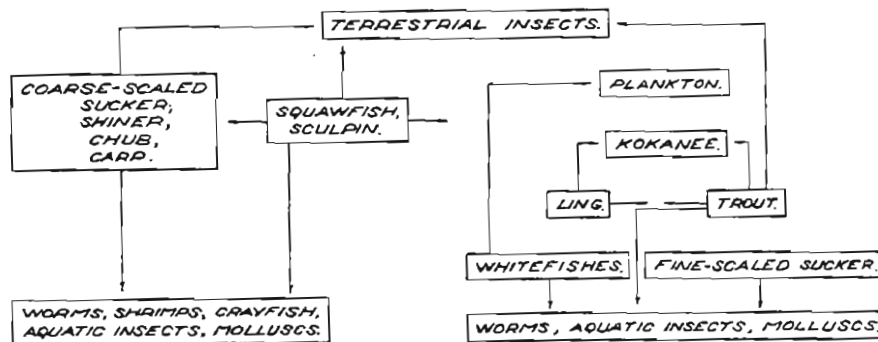 TERRESTRIAL INSECTS.
COARSE-SCALED
SUCKER,
SHINER,
CHUB,
CARP.
SQUAWFISH,
SCULPIN.
PLANKTON.
KOKANEE.
LING.
TROUT.
WHITEFISHES.
FINE-SCALED SUCKER.
WORMS, SHRIMPS, CRAYFISH,
AQUATIC INSECTS, MOLLUSCS.
WORMS, AQUATIC INSECTS, MOLLUSCS.